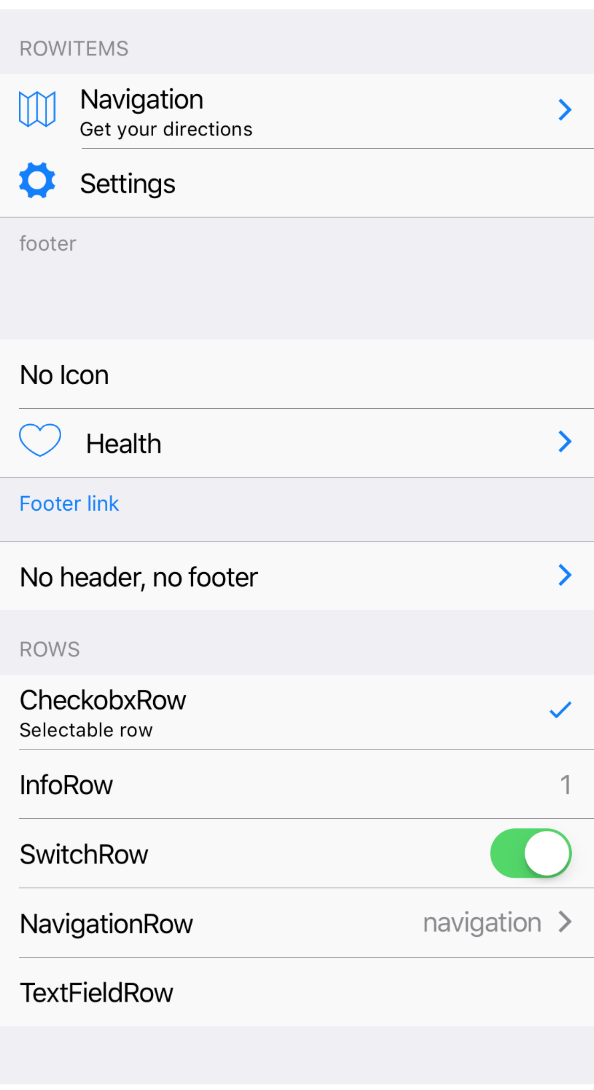 ROWITEMS
Navigation
Get your directions
Settings
footer
No Icon
Health
Footer link
No header, no footer
ROWS
CheckobxRow
Selectable row
InfoRow 1
SwitchRow
NavigationRow navigation
TextFieldRow